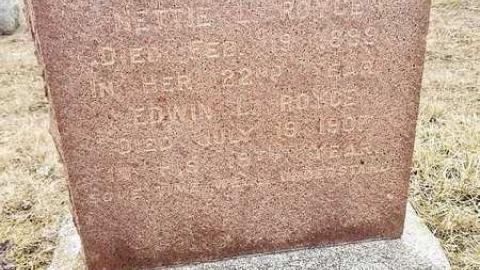 NETTIE L. ROYCE
DIED FEB. 19, 1889
IN HER 22ND YEAR
EDWIN L. ROYCE
DIED JULY 19, 1907
IN HIS YEAR
SOMETIME WE'LL UNDERSTAND